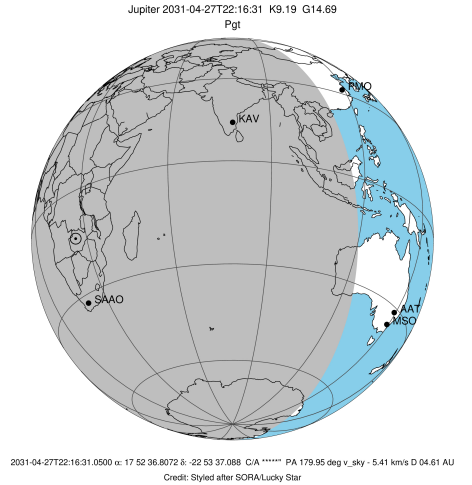 Jupiter 2031-04-27T22:16:31 K9.19 G14.69
Pgt
PMO
KAV
SAAO
AAT
MSO
2031-04-27T22:16:31.0500 α: 17 52 36.8072 δ: -22 53 37.088 C/A *****" PA 179.95 deg v_sky - 5.41 km/s D 04.61 AU
Credit: Styled after SORA/Lucky Star